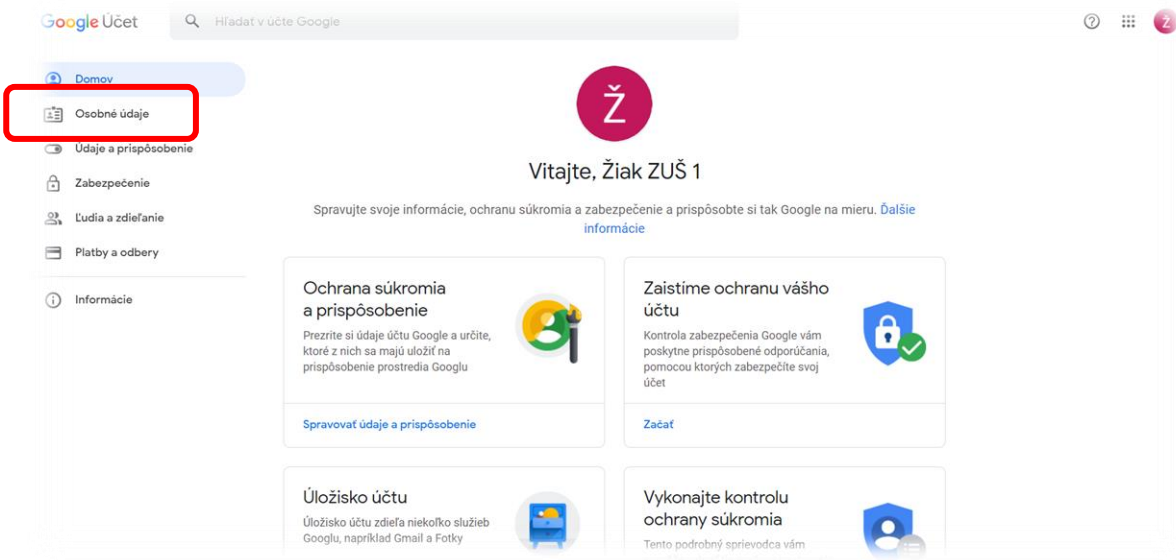 Google Účet
Hľadať v účte Google
Ž
Domov
Osobné údaje
Údaje a prispôsobenie
Zabezpečenie
Ľudia a zdieľanie
Platby a odbery
Informácie
Ž
Vitajte, Žiak ZUŠ 1
Spravujte svoje informácie, ochranu súkromia a zabezpečenie a prispôsobte si tak Google na mieru. Ďalšie
informácie
Ochrana súkromia
a prispôsobenie
Prezrite si údaje účtu Google a určite,
ktoré z nich sa majú uložiť na
prispôsobenie prostredia Googlu
Spravovať údaje a prispôsobenie
Zaistíme ochranu vášho
účtu
Kontrola zabezpečenia Google vám
poskytne prispôsobené odporúčania,
pomocou ktorých zabezpečíte svoj
účet
Začať
Úložisko účtu
Úložisko účtu zdieľa niekoľko služieb
Googlu, napríklad Gmail a Fotky
Vykonajte kontrolu
ochrany súkromia
Tento podrobný sprievodca vám